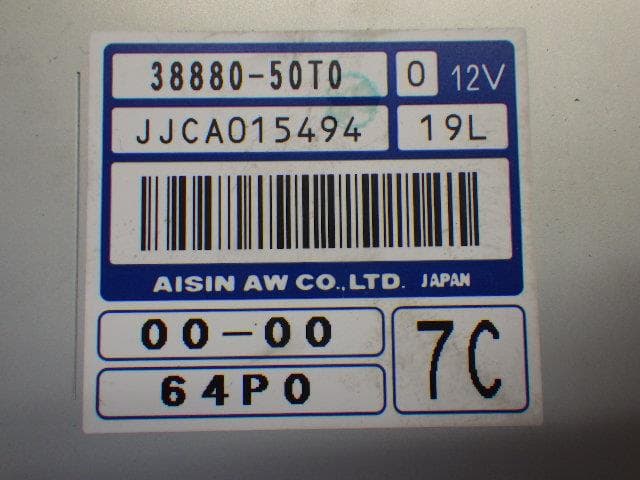 38880-50T0 0 12V
JJCA015494 19L
AISIN AW CO.,LTD. JAPAN
00-00
64P0
7C